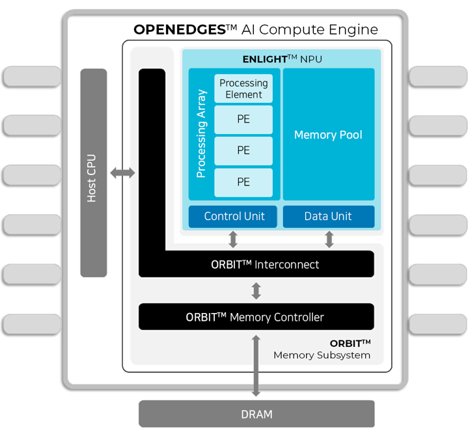 OPENEDGES™ AI Compute Engine
ENLIGHT™ NPU
Host CPU
Processing Array
Processing
Element
PE
PE
PE
Memory Pool
Control Unit
Data Unit
ORBIT™ Interconnect
ORBIT™ Memory Controller
ORBIT™
Memory Subsystem
DRAM